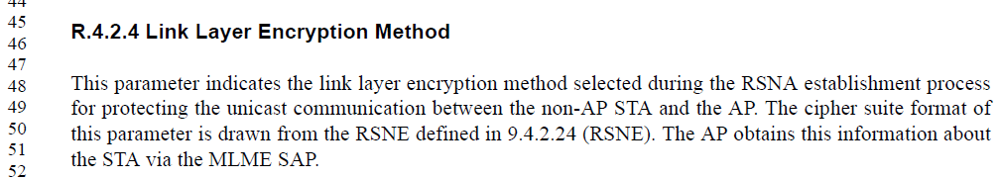 44
45
R.4.2.4 Link Layer Encryption Method
46
47
48 This parameter indicates the link layer encryption method selected during the RSNA establishment process
49 for protecting the unicast communication between the non-AP STA and the AP. The cipher suite format of
50 this parameter is drawn from the RSNE defined in 9.4.2.24 (RSNE). The AP obtains this information about
51 the STA via the MLME SAP.
52